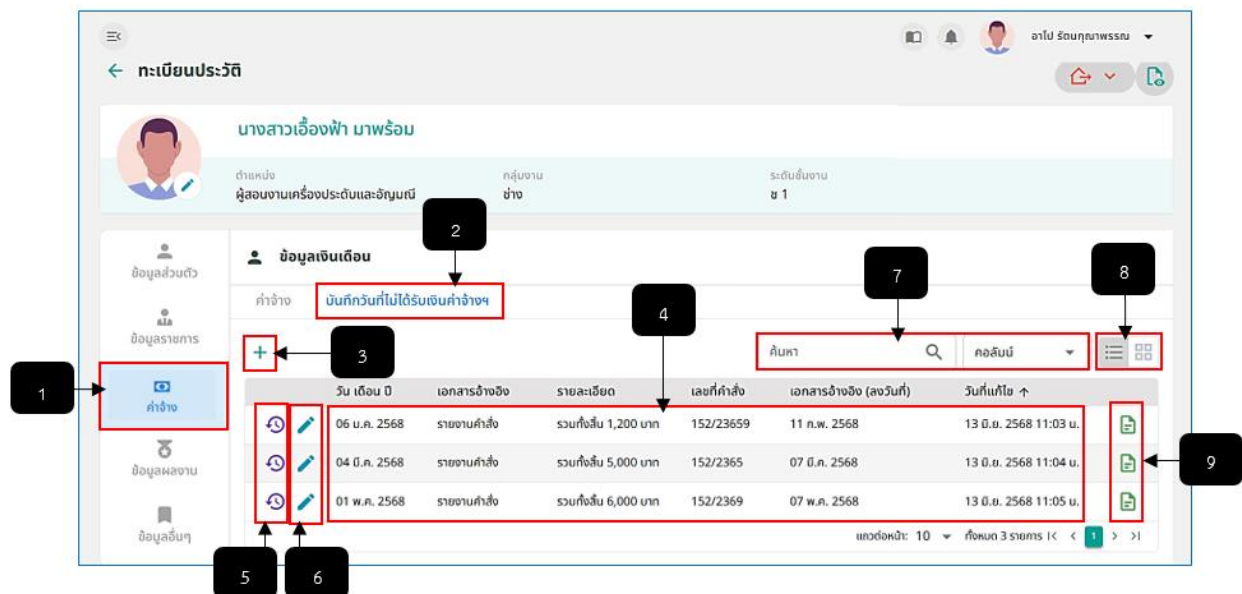 อาโป รัตนคุณาพรรณ
ทะเบียนประวัติ
นางสาวเอื้องฟ้า มาพร้อม
ตำแหน่ง กลุ่มงาน ระดับชั้นงาน
ผู้สอนงานเครื่องประดับและอัญมณี ช่าง ช 1
2
ข้อมูลส่วนตัว
ข้อมูลเงินเดือน
7
8
ค่าจ้าง บันทึกวันที่ไม่ได้รับเงินค่าจ้างฯ
4
ข้อมูลราชการ
3
ค้นหา คอลัมน์
1
ค่าจ้าง
วัน เดือน ปี เอกสารอ้างอิง รายละเอียด เลขที่คำสั่ง เอกสารอ้างอิง (ลงวันที่) วันที่แก้ไข ↑
06 ม.ค. 2568 รายงานคำสั่ง รวมทั้งสิ้น 1,200 บาท 152/23659 11 ก.พ. 2568 13 มิ.ย. 2568 11:03 น.
ข้อมูลผลงาน
04 มี.ค. 2568 รายงานคำสั่ง รวมทั้งสิ้น 5,000 บาท 152/2365 07 มี.ค. 2568 13 มิ.ย. 2568 11:04 น.
9
01 พ.ค. 2568 รายงานคำสั่ง รวมทั้งสิ้น 6,000 บาท 152/2369 07 พ.ค. 2568 13 มิ.ย. 2568 11:05 น.
ข้อมูลอื่นๆ
แถวต่อหน้า: 10 ทั้งหมด 3 รายการ 1
5
6